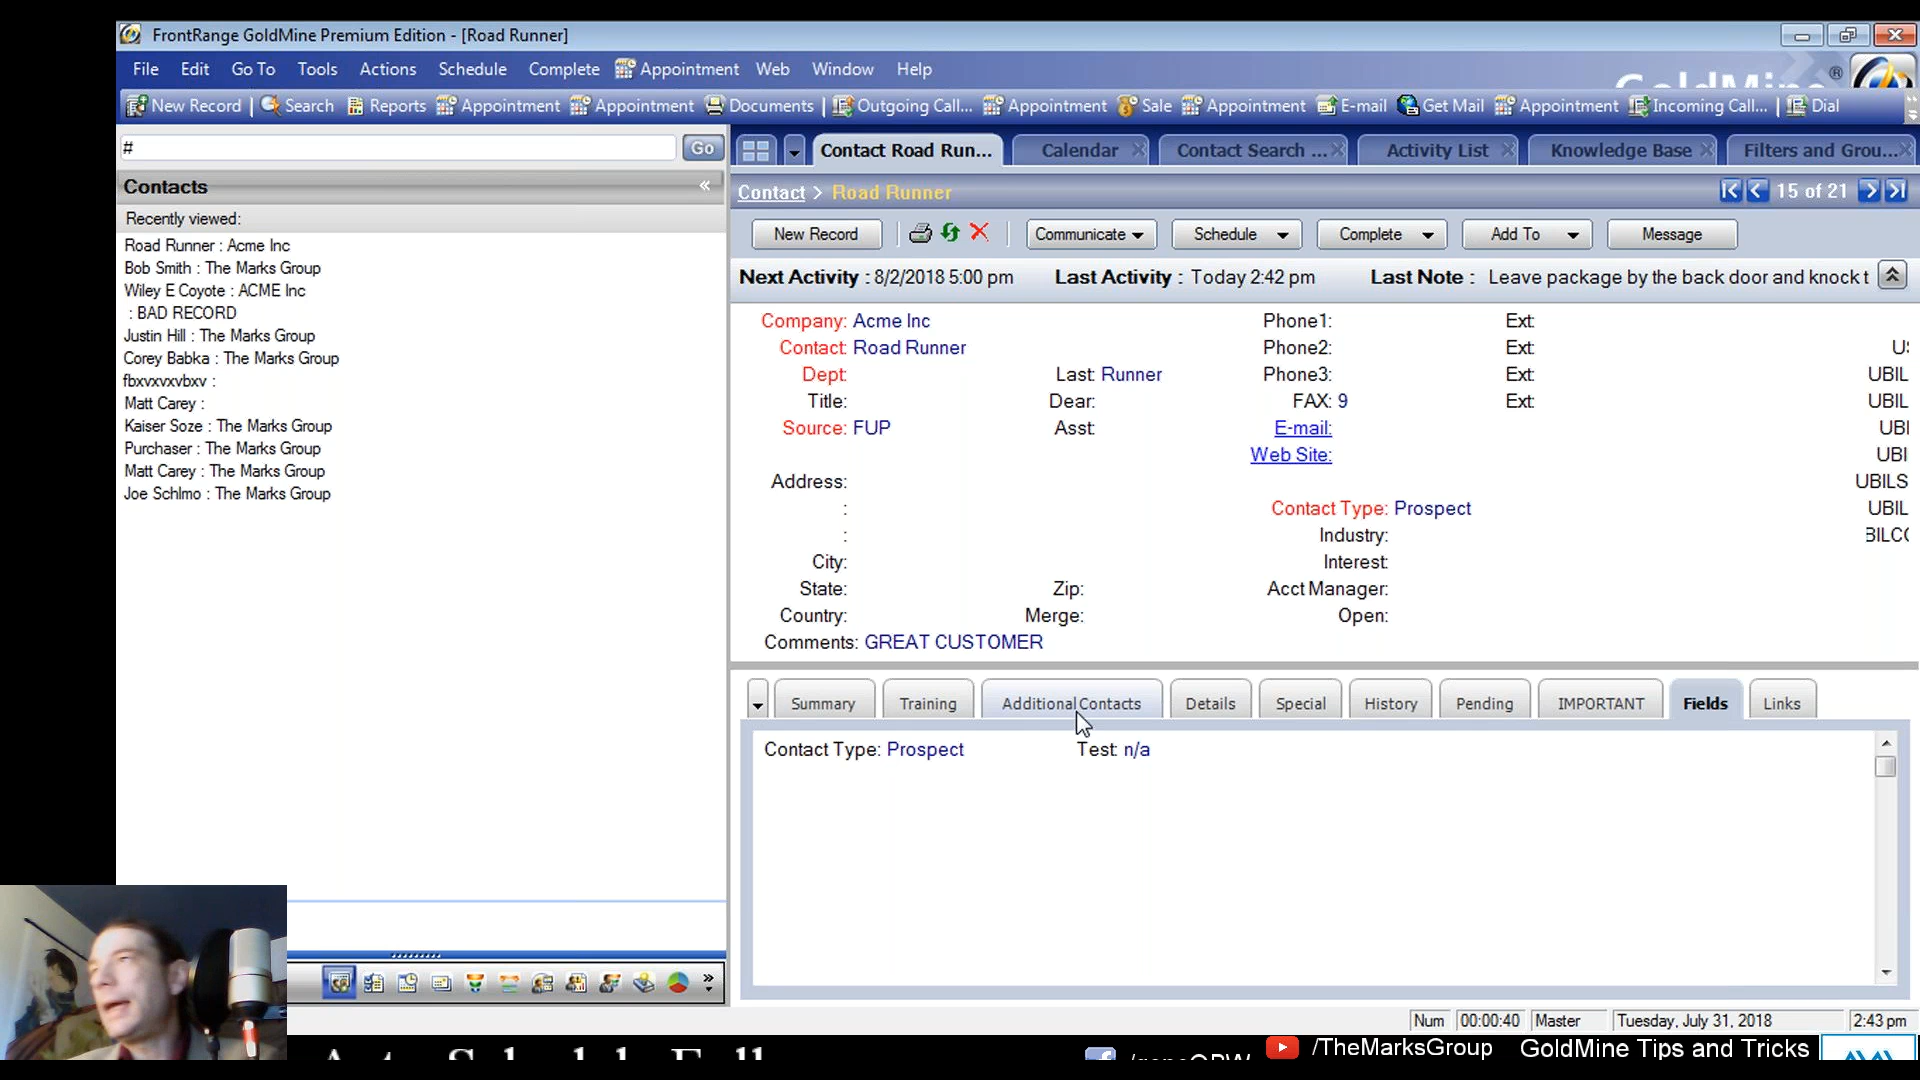 FrontRange GoldMine Premium Edition - [Road Runner]
File Edit Go To Tools Actions Schedule Complete Appointment Web Window Help
GoldMine ®
New Record | Search Reports Appointment Appointment Documents | Outgoing Call... Appointment Sale Appointment E-mail Get Mail Appointment Incoming Call... | Dial
# Go
Contacts «
Recently viewed:
Road Runner : Acme Inc
Bob Smith : The Marks Group
Wiley E Coyote : ACME Inc
: BAD RECORD
Justin Hill : The Marks Group
Corey Babka : The Marks Group
fbxvxvxvbxv :
Matt Carey :
Kaiser Soze : The Marks Group
Purchaser : The Marks Group
Matt Carey : The Marks Group
Joe Schlmo : The Marks Group
Contact Road Run... Calendar Contact Search ... Activity List Knowledge Base Filters and Grou...
Contact > Road Runner 15 of 21
New Record Communicate Schedule Complete Add To Message
Next Activity : 8/2/2018 5:00 pm Last Activity : Today 2:42 pm Last Note : Leave package by the back door and knock t
Company: Acme Inc Phone1: Ext:
Contact: Road Runner Phone2: Ext: U
Dept: Last: Runner Phone3: Ext: UBIL
Title: Dear: FAX: 9 Ext: UBIL
Source: FUP Asst: E-mail: UBI
Web Site: UBI
Address: UBILS
: Contact Type: Prospect UBIL
: Industry: BILC
City: Interest:
State: Zip: Acct Manager:
Country: Merge: Open:
Comments: GREAT CUSTOMER
Summary Training Additional Contacts Details Special History Pending IMPORTANT Fields Links
Contact Type: Prospect Test: n/a
Num 00:00:40 Master Tuesday, July 31, 2018 2:43 pm
/TheMarksGroup GoldMine Tips and Tricks